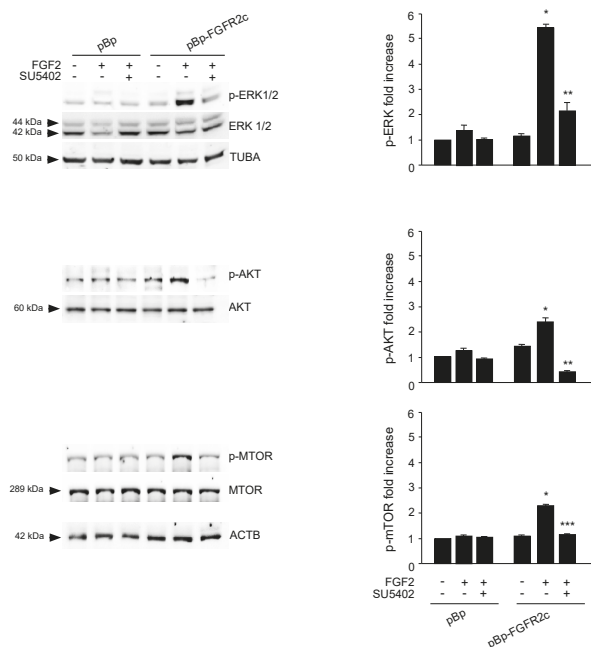 pBp
pBp-FGFR2c
FGF2 - + + - + +
SU5402 - - + - - +
p-ERK1/2
44 kDa
42 kDa
ERK 1/2
50 kDa
TUBA
p-ERK fold increase
6
5
4
3
2
1
0
*
**
p-AKT
60 kDa
AKT
p-AKT fold increase
6
5
4
3
2
1
0
*
**
p-MTOR
289 kDa
MTOR
42 kDa
ACTB
p-mTOR fold increase
6
5
4
3
2
1
0
*
***
FGF2 - + + - + +
SU5402 - - + - - +
pBp
pBp-FGFR2c